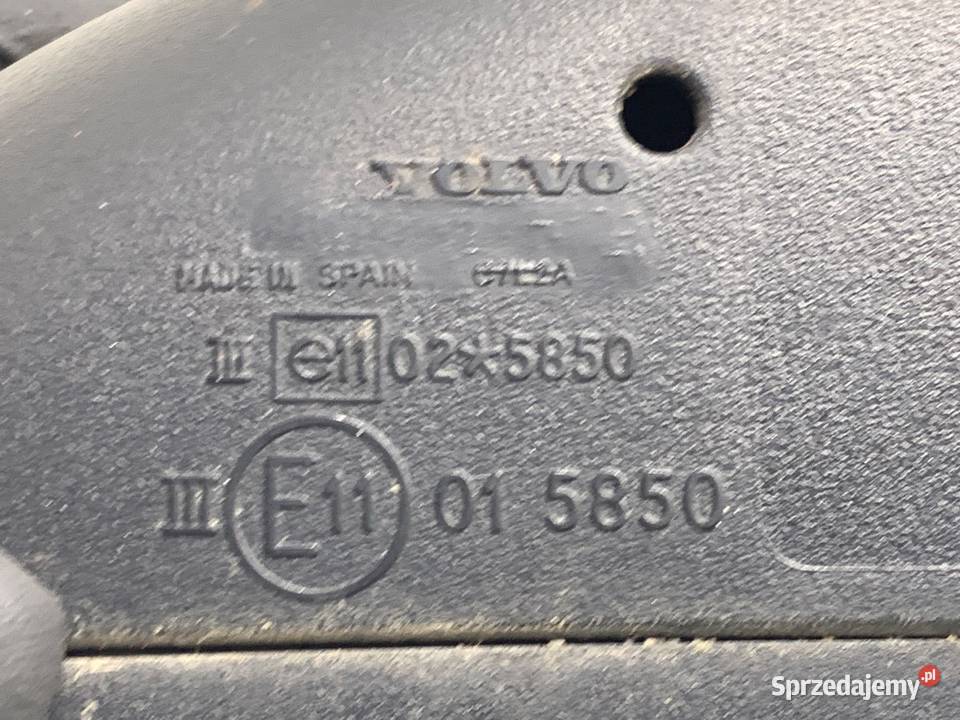 VOLVO
MADE IN SPAIN
III e11 02*5850
III E11 01 5850
Sprzedajemy.pl